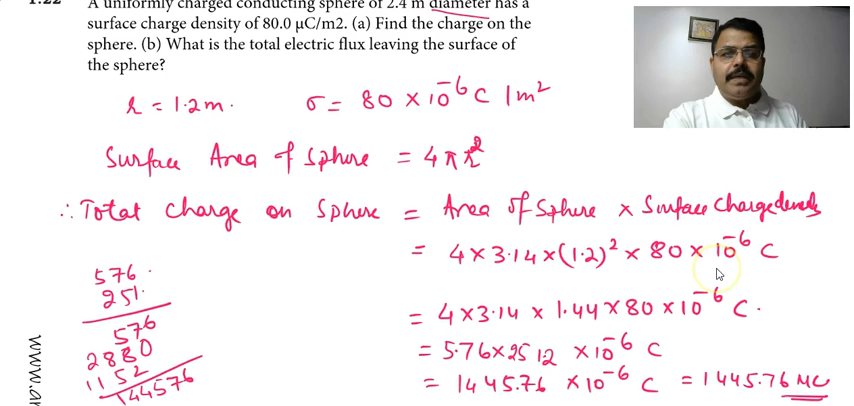 A uniformly charged conducting sphere of 2.4 m diameter has a
surface charge density of 80.0 μC/m2. (a) Find the charge on the
sphere. (b) What is the total electric flux leaving the surface of
the sphere?
r = 1.2 m. σ = 80 × 10⁻⁶ C / m²
Surface Area of Sphere = 4πr²
∴ Total Charge on Sphere = Area of Sphere × Surface Charge density
= 4 × 3.14 × (1.2)² × 80 × 10⁻⁶ C
= 4 × 3.14 × 1.44 × 80 × 10⁻⁶ C.
= 5.76 × 251 2 × 10⁻⁶ C
= 1445.76 × 10⁻⁶ C = 1445.76 μC
576
251
576
2880
1152
144576